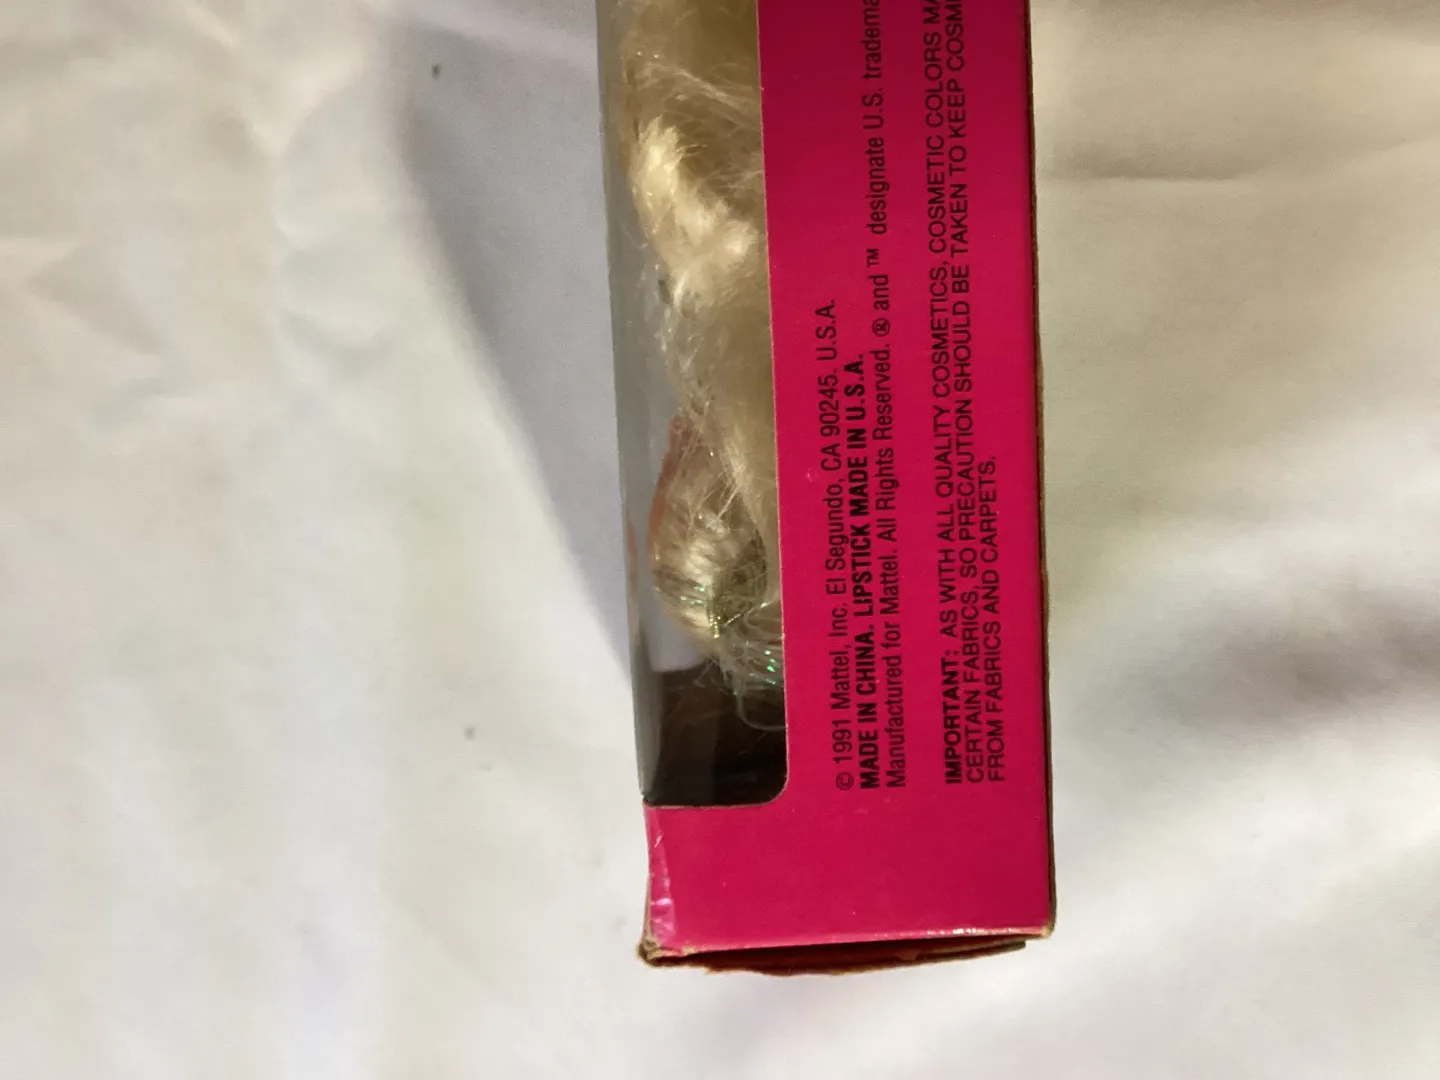 © 1991 Mattel, Inc. El Segundo, CA 90245. U.S.A.
MADE IN CHINA. LIPSTICK MADE IN U.S.A.
Manufactured for Mattel. All Rights Reserved. ® and ™ designate U.S. tradema
IMPORTANT: AS WITH ALL QUALITY COSMETICS, COSMETIC COLORS MA
CERTAIN FABRICS, SO PRECAUTION SHOULD BE TAKEN TO KEEP COSM
FROM FABRICS AND CARPETS.